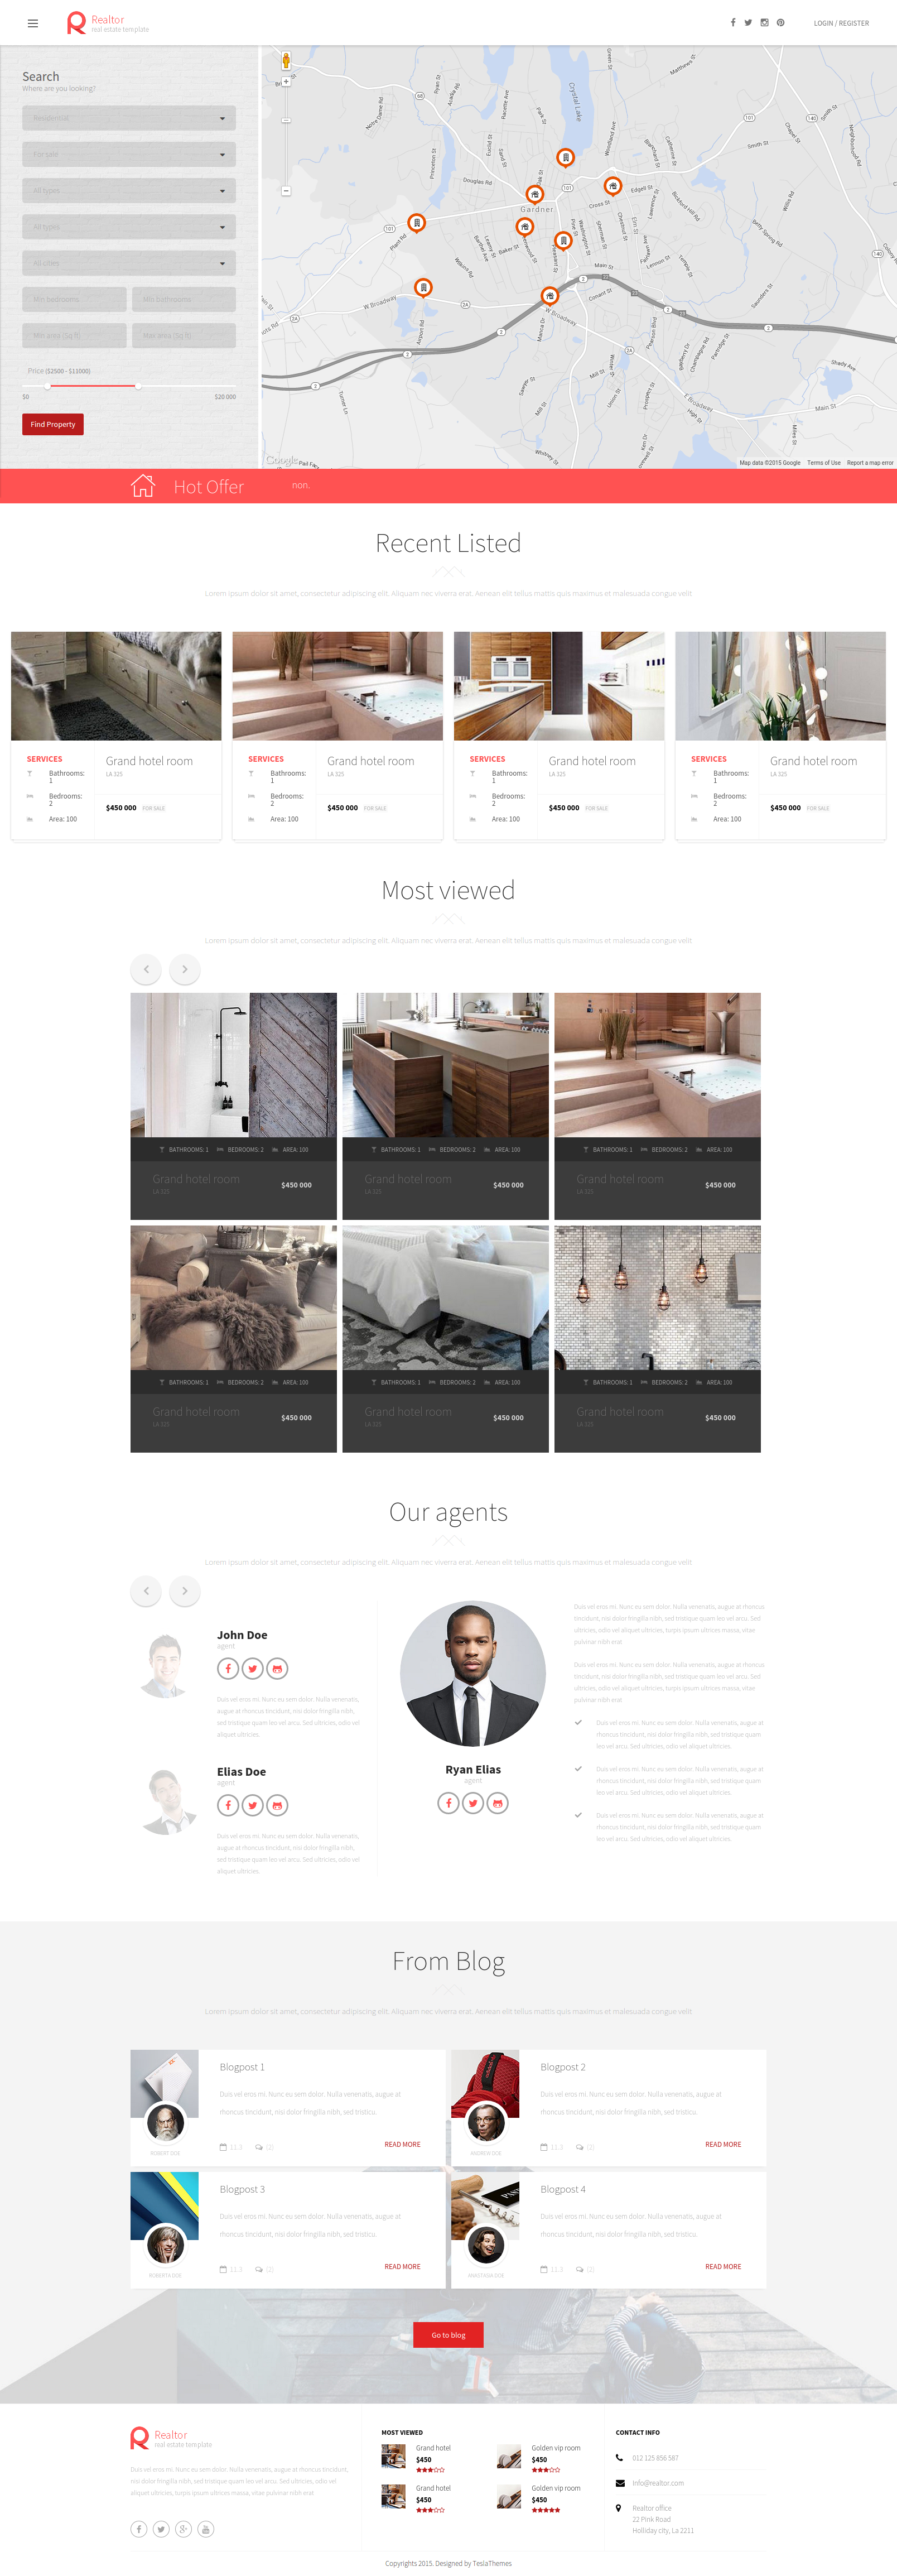 Realtor
real estate template
LOGIN / REGISTER
Search
Where are you looking?
Residential
For sale
All types
All types
All cities
Min bedrooms
Min bathrooms
Min area (sq ft)
Max area (sq ft)
Price ($2500 - $11000)
$0
$20 000
Find Property
Crystal Lake
Gardner
W Broadway
W Broadway
E Broadway
Main St
Main St
Douglas Rd
Cross St
Edgell St
Smith St
Matthews St
Baker St
Conant St
Mill St
Shady Ave
Google
Map data ©2015 Google
Terms of Use
Report a map error
Hot Offer
non.
Recent Listed
Lorem ipsum dolor sit amet, consectetur adipiscing elit. Aliquam nec viverra erat. Aenean elit tellus mattis quis maximus et malesuada congue velit
SERVICES
Bathrooms:
1
Bedrooms:
2
Area: 100
Grand hotel room
LA 325
$450 000 FOR SALE
SERVICES
Bathrooms:
1
Bedrooms:
2
Area: 100
Grand hotel room
LA 325
$450 000 FOR SALE
SERVICES
Bathrooms:
1
Bedrooms:
2
Area: 100
Grand hotel room
LA 325
$450 000 FOR SALE
SERVICES
Bathrooms:
1
Bedrooms:
2
Area: 100
Grand hotel room
LA 325
$450 000 FOR SALE
Most viewed
Lorem ipsum dolor sit amet, consectetur adipiscing elit. Aliquam nec viverra erat. Aenean elit tellus mattis quis maximus et malesuada congue velit
BATHROOMS: 1 BEDROOMS: 2 AREA: 100
Grand hotel room
LA 325
$450 000
BATHROOMS: 1 BEDROOMS: 2 AREA: 100
Grand hotel room
LA 325
$450 000
BATHROOMS: 1 BEDROOMS: 2 AREA: 100
Grand hotel room
LA 325
$450 000
BATHROOMS: 1 BEDROOMS: 2 AREA: 100
Grand hotel room
LA 325
$450 000
BATHROOMS: 1 BEDROOMS: 2 AREA: 100
Grand hotel room
LA 325
$450 000
BATHROOMS: 1 BEDROOMS: 2 AREA: 100
Grand hotel room
LA 325
$450 000
Our agents
Lorem ipsum dolor sit amet, consectetur adipiscing elit. Aliquam nec viverra erat. Aenean elit tellus mattis quis maximus et malesuada congue velit
John Doe
agent
Duis vel eros mi. Nunc eu sem dolor. Nulla venenatis,
augue at rhoncus tincidunt, nisi dolor fringilla nibh,
sed tristique quam leo vel arcu. Sed ultricies, odio vel
aliquet ultricies.
Elias Doe
agent
Duis vel eros mi. Nunc eu sem dolor. Nulla venenatis,
augue at rhoncus tincidunt, nisi dolor fringilla nibh,
sed tristique quam leo vel arcu. Sed ultricies, odio vel
aliquet ultricies.
Ryan Elias
agent
Duis vel eros mi. Nunc eu sem dolor. Nulla venenatis, augue at rhoncus
tincidunt, nisi dolor fringilla nibh, sed tristique quam leo vel arcu. Sed
ultricies, odio vel aliquet ultricies, turpis ipsum ultrices massa, vitae
pulvinar nibh erat
Duis vel eros mi. Nunc eu sem dolor. Nulla venenatis, augue at rhoncus
tincidunt, nisi dolor fringilla nibh, sed tristique quam leo vel arcu. Sed
ultricies, odio vel aliquet ultricies, turpis ipsum ultrices massa, vitae
pulvinar nibh erat
Duis vel eros mi. Nunc eu sem dolor. Nulla venenatis, augue at
rhoncus tincidunt, nisi dolor fringilla nibh, sed tristique quam
leo vel arcu. Sed ultricies, odio vel aliquet ultricies.
Duis vel eros mi. Nunc eu sem dolor. Nulla venenatis, augue at
rhoncus tincidunt, nisi dolor fringilla nibh, sed tristique quam
leo vel arcu. Sed ultricies, odio vel aliquet ultricies.
Duis vel eros mi. Nunc eu sem dolor. Nulla venenatis, augue at
rhoncus tincidunt, nisi dolor fringilla nibh, sed tristique quam
leo vel arcu. Sed ultricies, odio vel aliquet ultricies.
From Blog
Lorem ipsum dolor sit amet, consectetur adipiscing elit. Aliquam nec viverra erat. Aenean elit tellus mattis quis maximus et malesuada congue velit
Blogpost 1
Duis vel eros mi. Nunc eu sem dolor. Nulla venenatis, augue at
rhoncus tincidunt, nisi dolor fringilla nibh, sed tristicu.
ROBERT DOE
11.3 (2)
READ MORE
Blogpost 2
Duis vel eros mi. Nunc eu sem dolor. Nulla venenatis, augue at
rhoncus tincidunt, nisi dolor fringilla nibh, sed tristicu.
ANDREW DOE
11.3 (2)
READ MORE
Blogpost 3
Duis vel eros mi. Nunc eu sem dolor. Nulla venenatis, augue at
rhoncus tincidunt, nisi dolor fringilla nibh, sed tristicu.
ROBERTA DOE
11.3 (2)
READ MORE
Blogpost 4
Duis vel eros mi. Nunc eu sem dolor. Nulla venenatis, augue at
rhoncus tincidunt, nisi dolor fringilla nibh, sed tristicu.
ANASTASIA DOE
11.3 (2)
READ MORE
Go to blog
Realtor
real estate template
Duis vel eros mi. Nunc eu sem dolor. Nulla venenatis, augue at rhoncus tincidunt,
nisi dolor fringilla nibh, sed tristique quam leo vel arcu. Sed ultricies, odio vel
aliquet ultricies, turpis ipsum ultrices massa, vitae pulvinar nibh erat
MOST VIEWED
Grand hotel
$450
Golden vip room
$450
Grand hotel
$450
Golden vip room
$450
CONTACT INFO
012 125 856 587
Info@realtor.com
Realtor office
22 Pink Road
Holliday city, La 2211
Copyrights 2015. Designed by TeslaThemes